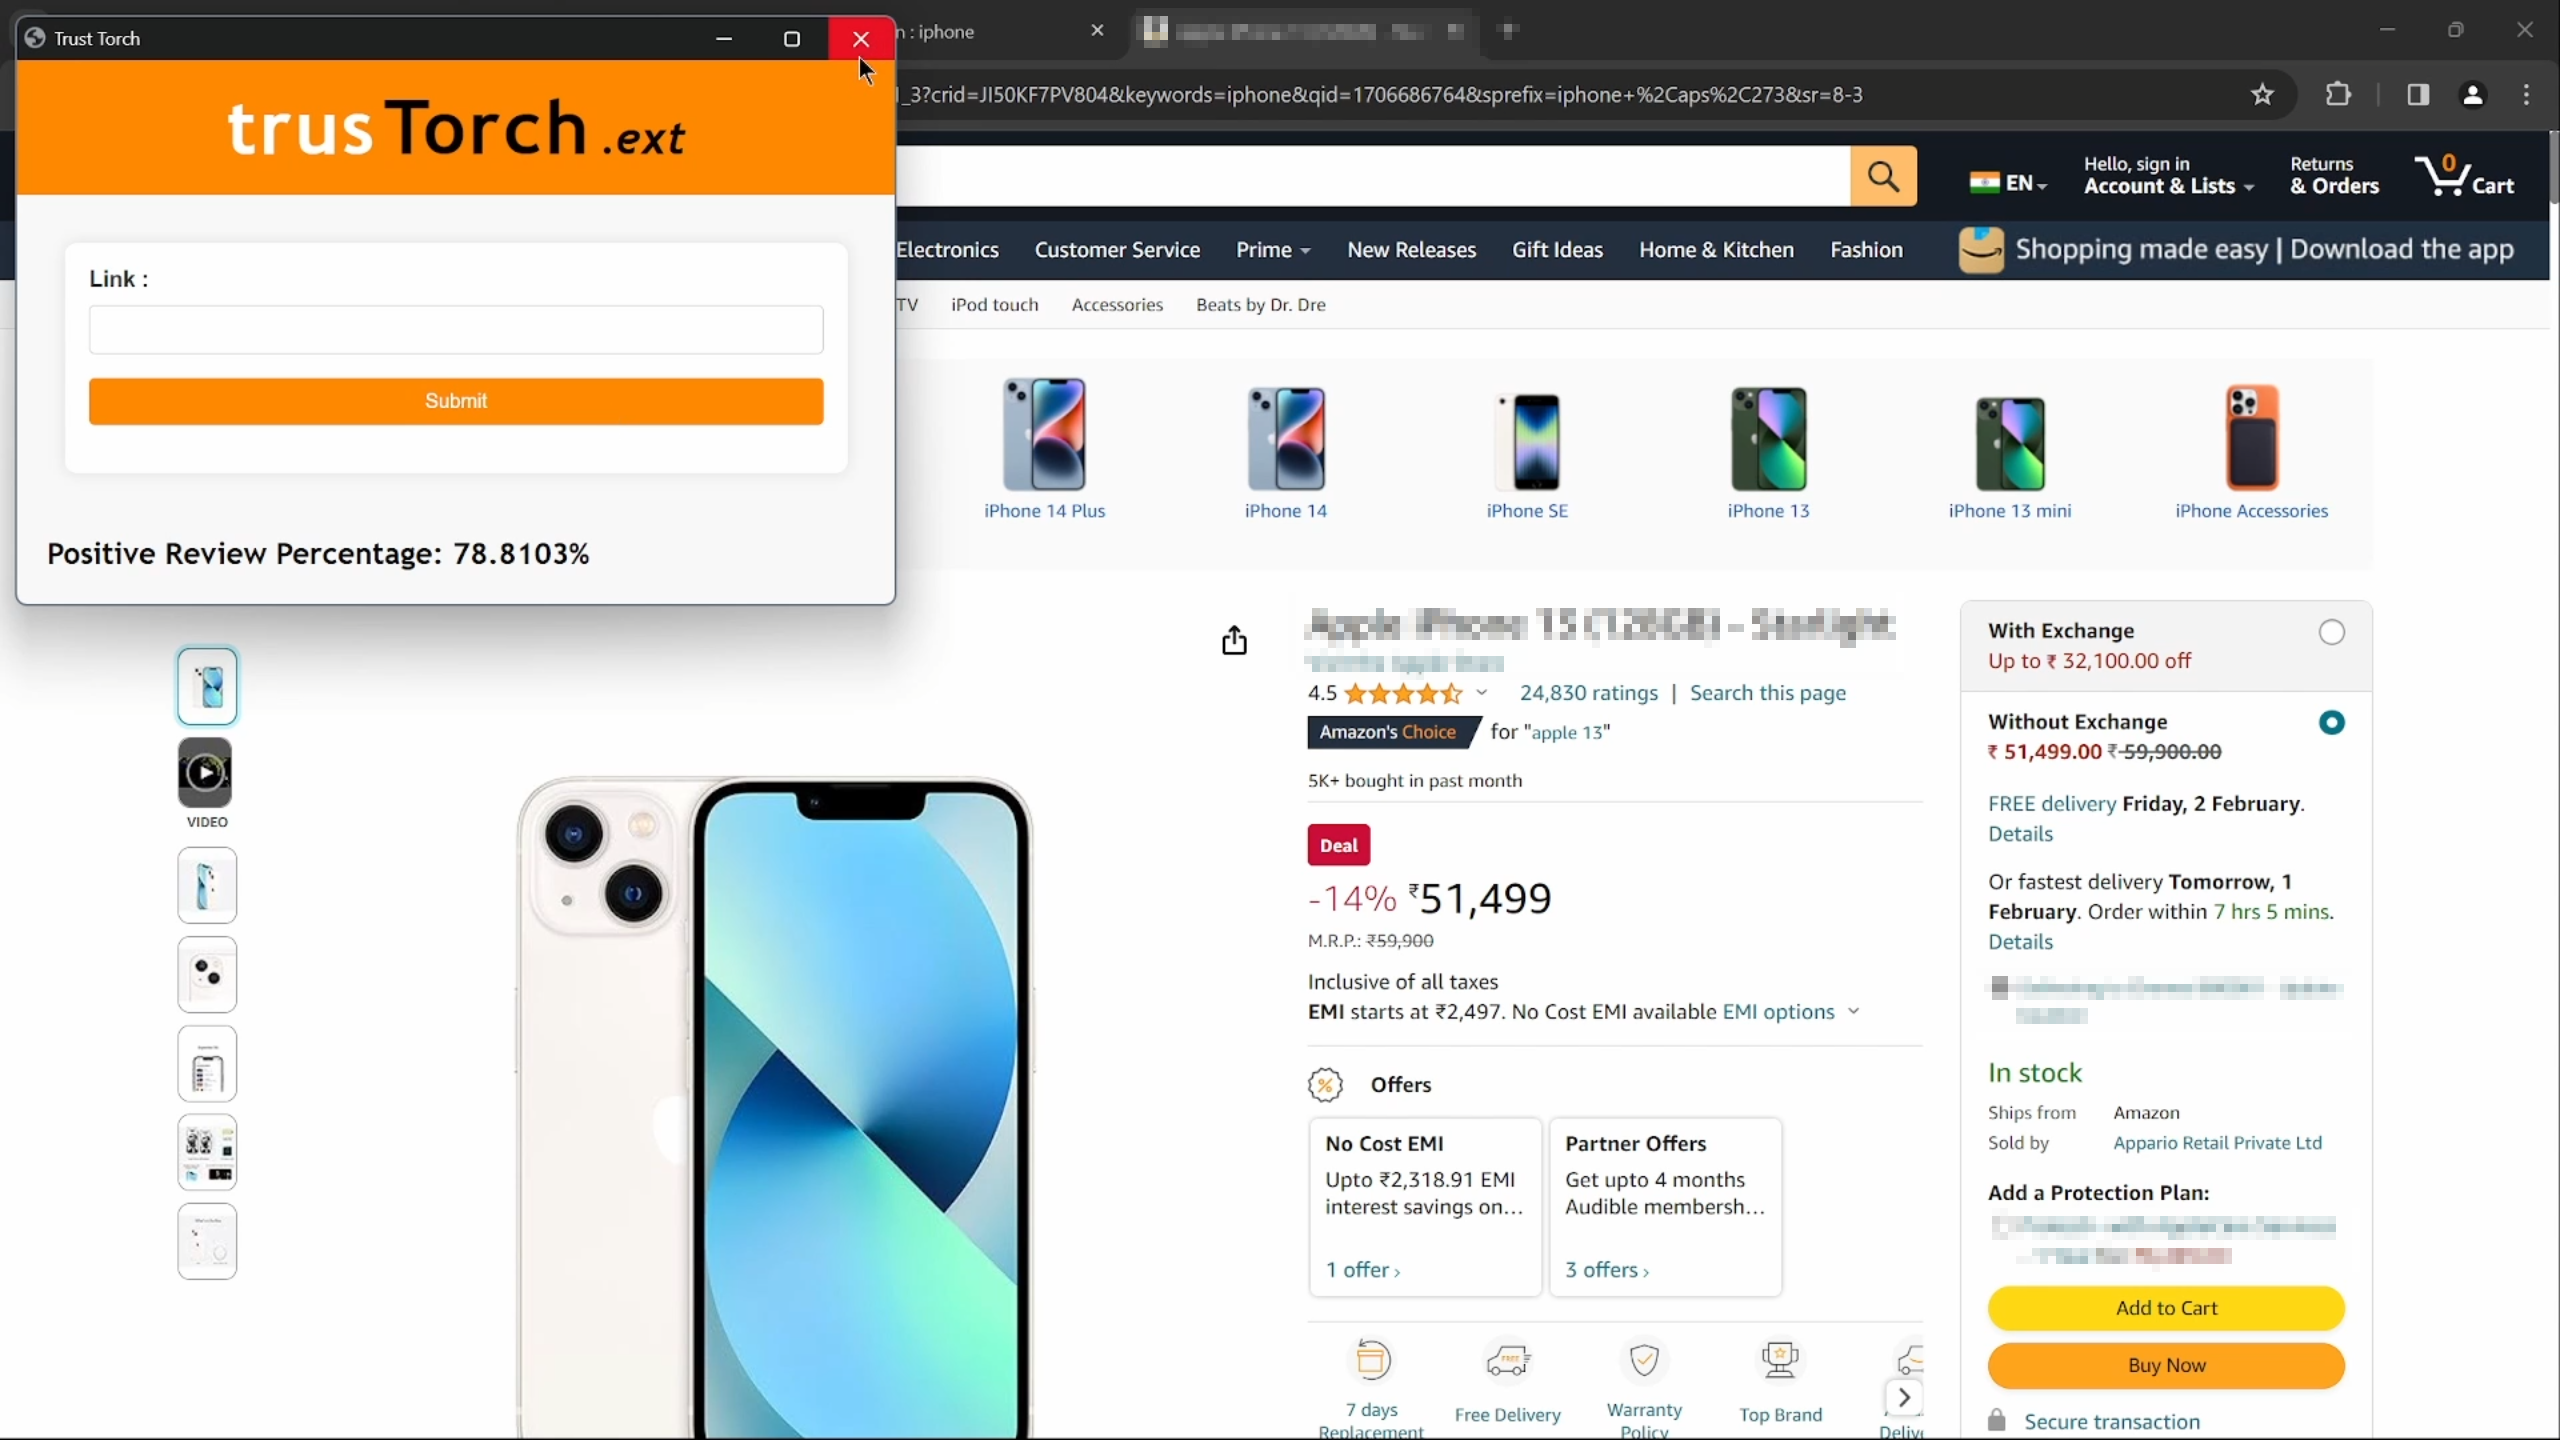 Trust Torch
n : iphone
I_3?crid=JI50KF7PV804&keywords=iphone&qid=1706686764&sprefix=iphone+%2Caps%2C273&sr=8-3
trusTorch .ext
Link :
Submit
Positive Review Percentage: 78.8103%
EN
Hello, sign in
Account & Lists
Returns
& Orders
0
Cart
Electronics
Customer Service
Prime
New Releases
Gift Ideas
Home & Kitchen
Fashion
Shopping made easy | Download the app
TV
iPod touch
Accessories
Beats by Dr. Dre
iPhone 14 Plus
iPhone 14
iPhone SE
iPhone 13
iPhone 13 mini
iPhone Accessories
VIDEO
4.5
24,830 ratings | Search this page
Amazon's Choice for "apple 13"
5K+ bought in past month
Deal
-14% ₹51,499
M.R.P.: ₹59,900
Inclusive of all taxes
EMI starts at ₹2,497. No Cost EMI available EMI options
Offers
No Cost EMI
Upto ₹2,318.91 EMI
interest savings on…
1 offer ›
Partner Offers
Get upto 4 months
Audible membersh…
3 offers ›
7 days
Replacement
Free Delivery
Warranty
Policy
Top Brand
With Exchange
Up to ₹ 32,100.00 off
Without Exchange
₹ 51,499.00 ₹ 59,900.00
FREE delivery Friday, 2 February.
Details
Or fastest delivery Tomorrow, 1
February. Order within 7 hrs 5 mins.
Details
In stock
Ships from Amazon
Sold by Appario Retail Private Ltd
Add a Protection Plan:
Add to Cart
Buy Now
Secure transaction